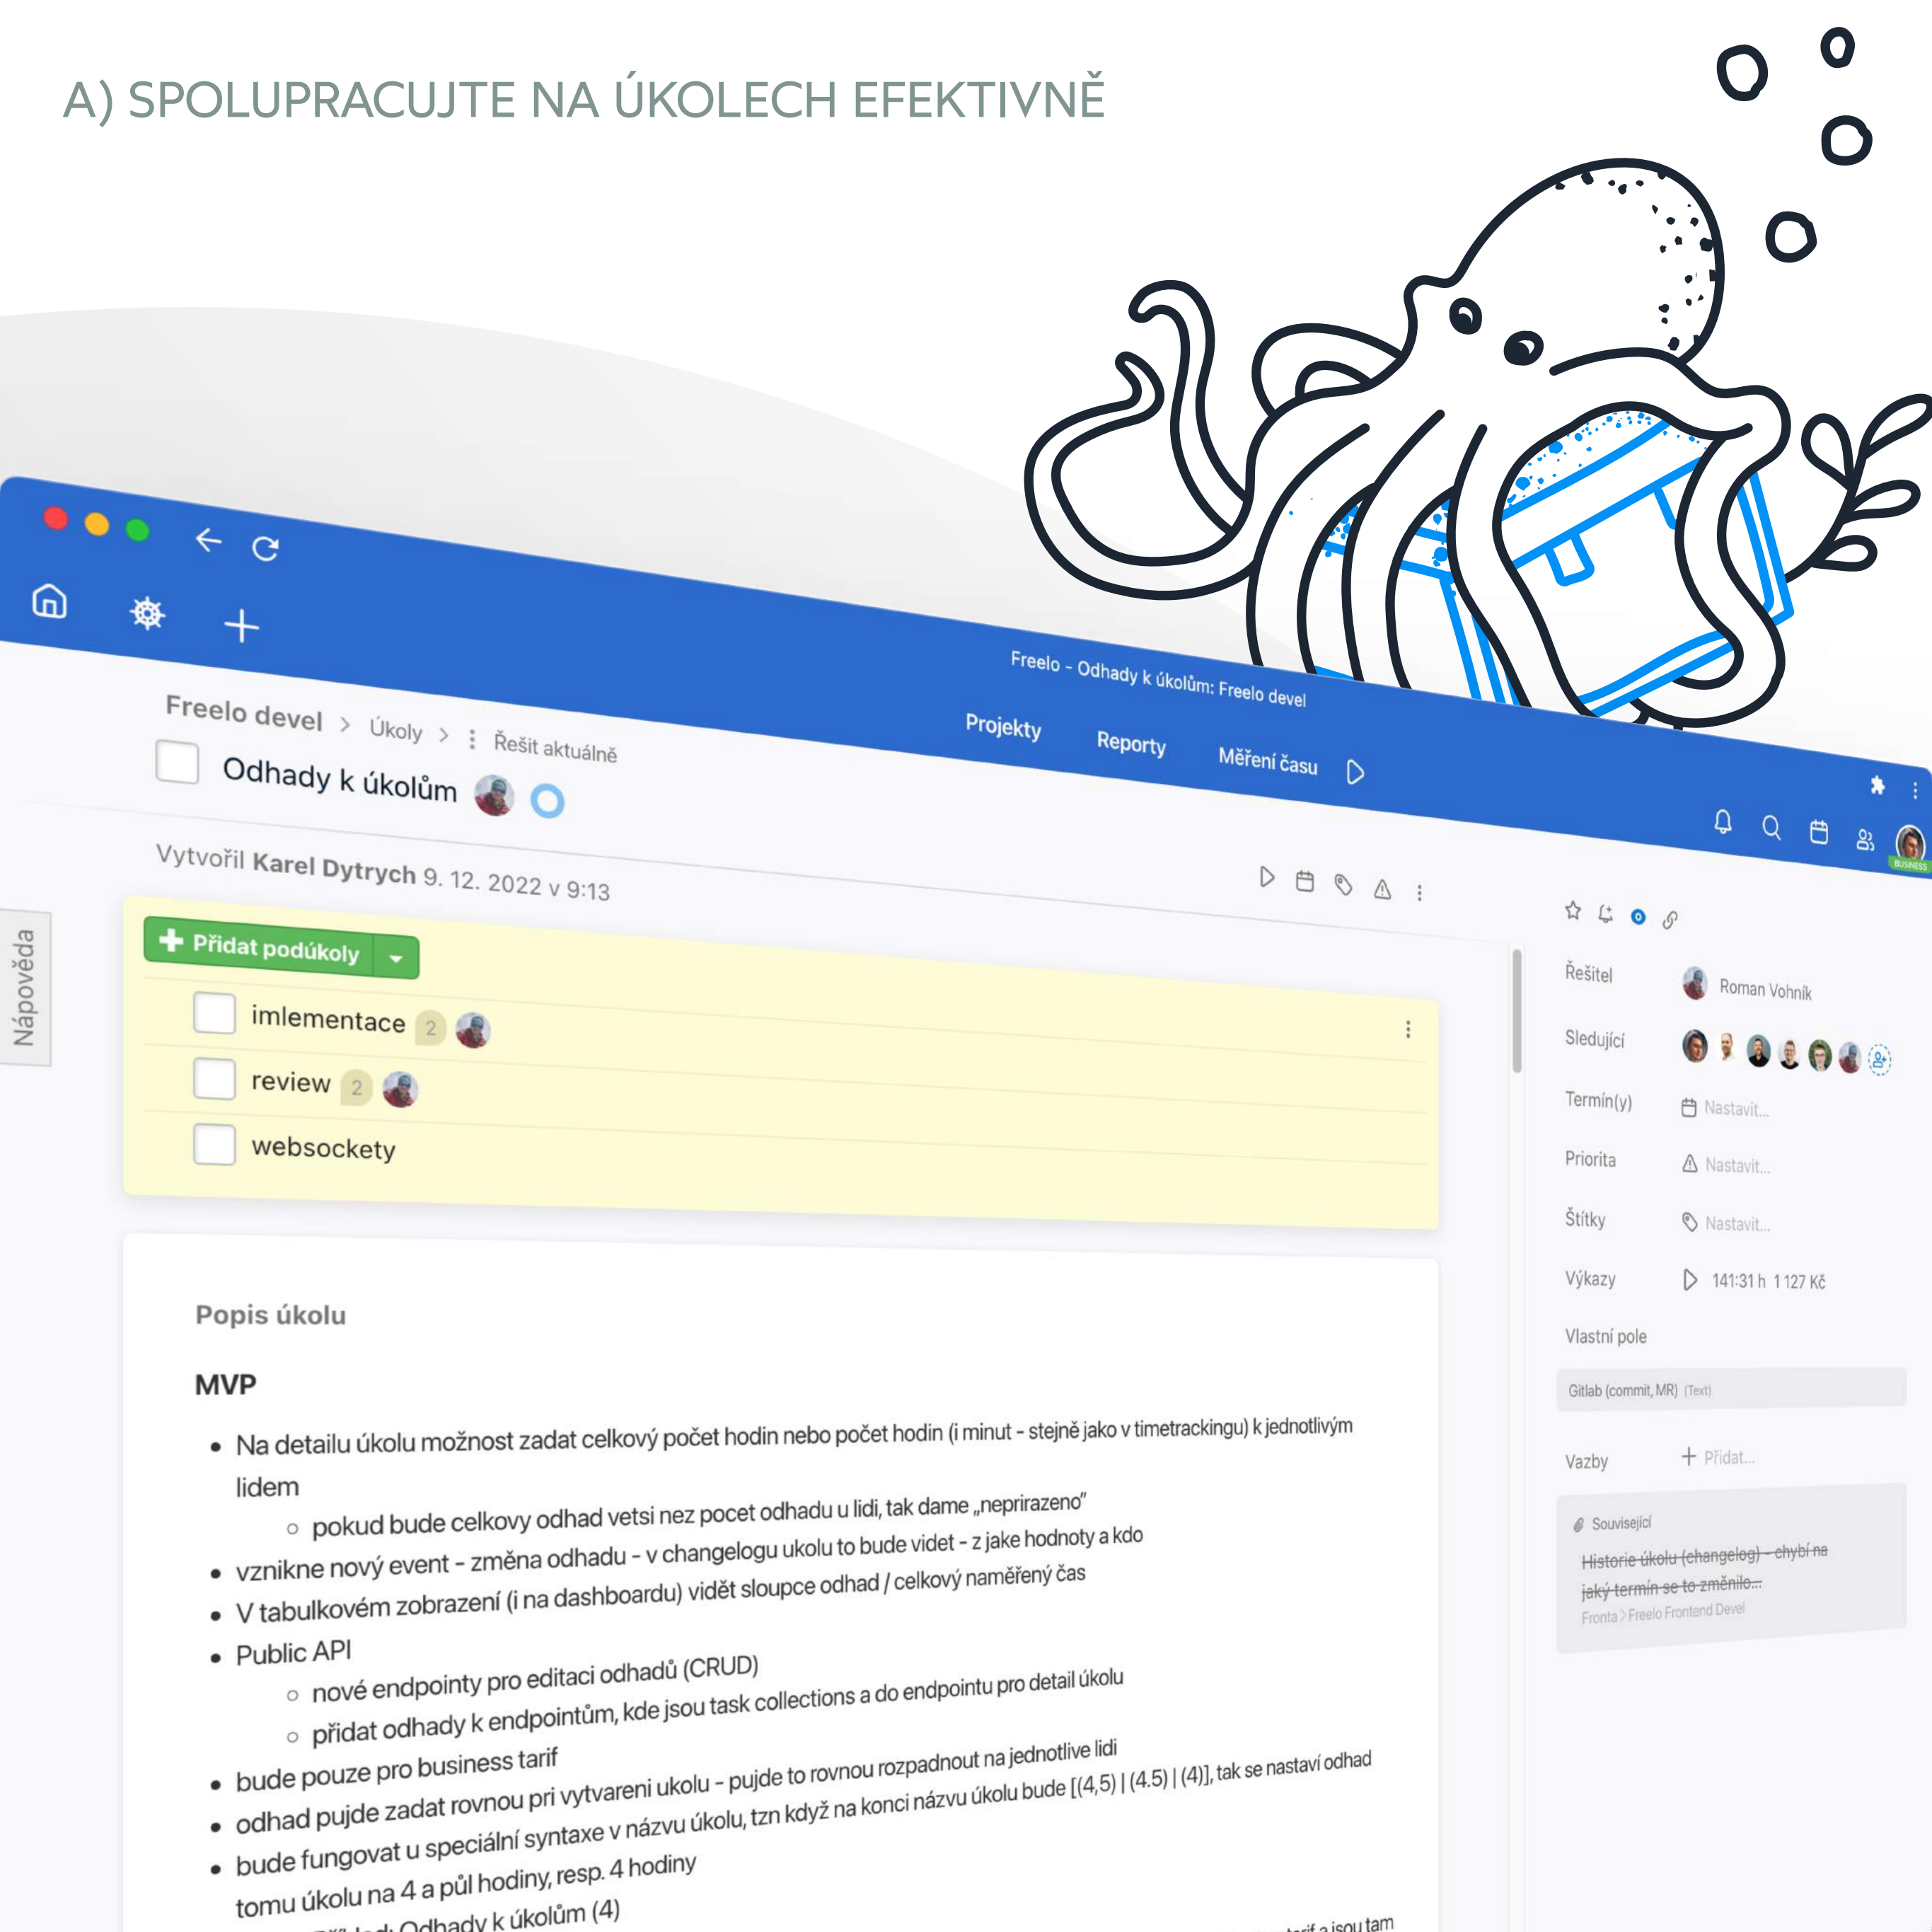 A) SPOLUPRACUJTE NA ÚKOLECH EFEKTIVNĚ
Freelo - Odhady k úkolům: Freelo devel
Projekty Reporty Měření času
BUSINESS
Freelo devel > Úkoly > Řešit aktuálně
Odhady k úkolům
Vytvořil Karel Dytrych 9. 12. 2022 v 9:13
Nápověda
Přidat podúkoly
imlementace 2
review 2
websockety
Popis úkolu
MVP
• Na detailu úkolu možnost zadat celkový počet hodin nebo počet hodin (i minut - stejně jako v timetrackingu) k jednotlivým
lidem
◦ pokud bude celkovy odhad vetsi nez pocet odhadu u lidi, tak dame „neprirazeno"
• vznikne nový event - změna odhadu - v changelogu ukolu to bude videt - z jake hodnoty a kdo
• V tabulkovém zobrazení (i na dashboardu) vidět sloupce odhad / celkový naměřený čas
• Public API
◦ nové endpointy pro editaci odhadů (CRUD)
◦ přidat odhady k endpointům, kde jsou task collections a do endpointu pro detail úkolu
• bude pouze pro business tarif
• odhad pujde zadat rovnou pri vytvareni ukolu - pujde to rovnou rozpadnout na jednotlive lidi
• bude fungovat u speciální syntaxe v názvu úkolu, tzn když na konci názvu úkolu bude [(4,5) | (4.5) | (4)], tak se nastaví odhad
tomu úkolu na 4 a půl hodiny, resp. 4 hodiny
Odhady k úkolům (4)
a jsou tam
Řešitel Roman Vohník
Sledující
Termín(y) Nastavit...
Priorita Nastavit...
Štítky Nastavit...
Výkazy 141:31 h 1 127 Kč
Vlastní pole
Gitlab (commit, MR) (Text)
Vazby + Přidat...
Související
Historie úkolu (changelog) - chybí na
jaký termín se to změnilo...
Fronta > Freelo Frontend Devel